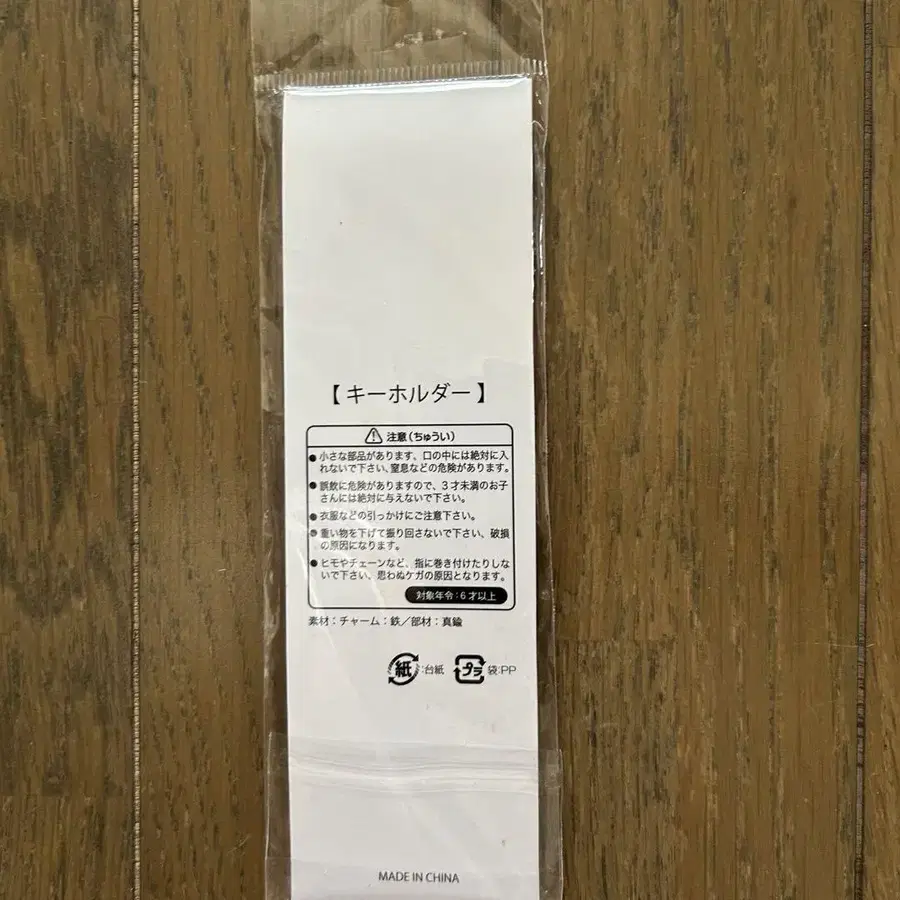 【キーホルダー】
注意(ちゅうい)
●小さな部品があります、口の中には絶対に入
れないで下さい、窒息などの危険があります。
●誤飲に危険がありますので、3才未満のお子
さんには絶対に与えないで下さい。
●衣服などの引っかけにご注意下さい。
●重い物を下げて振り回さないで下さい、破損
の原因になります。
●ヒモやチェーンなど、指に巻き付けたりしな
いで下さい。思わぬケガの原因となります。
対象年令:6才以上
素材:チャーム:鉄/部材:真鍮
紙:台紙 プラ 袋:PP
MADE IN CHINA